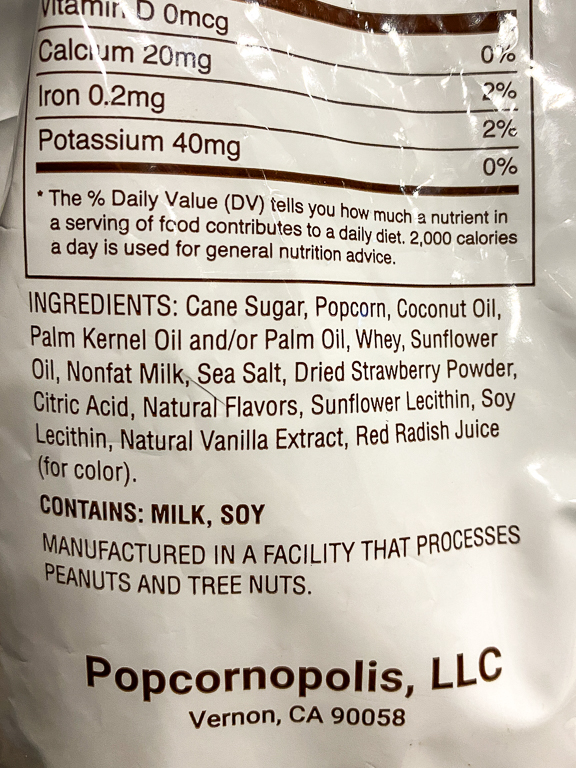 Vitamin D 0mcg 0%
Calcium 20mg 2%
Iron 0.2mg 2%
Potassium 40mg 0%
* The % Daily Value (DV) tells you how much a nutrient in
a serving of food contributes to a daily diet. 2,000 calories
a day is used for general nutrition advice.
INGREDIENTS: Cane Sugar, Popcorn, Coconut Oil,
Palm Kernel Oil and/or Palm Oil, Whey, Sunflower
Oil, Nonfat Milk, Sea Salt, Dried Strawberry Powder,
Citric Acid, Natural Flavors, Sunflower Lecithin, Soy
Lecithin, Natural Vanilla Extract, Red Radish Juice
(for color).
CONTAINS: MILK, SOY
MANUFACTURED IN A FACILITY THAT PROCESSES
PEANUTS AND TREE NUTS.
Popcornopolis, LLC
Vernon, CA 90058